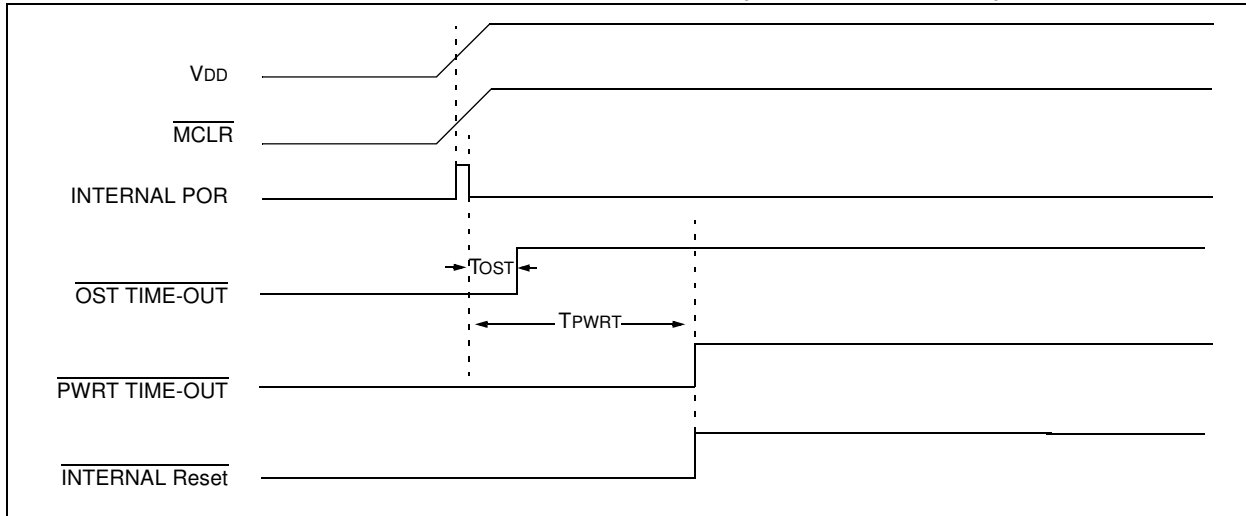 VDD
MCLR
INTERNAL POR
TOST
OST TIME-OUT
TPWRT
PWRT TIME-OUT
INTERNAL Reset